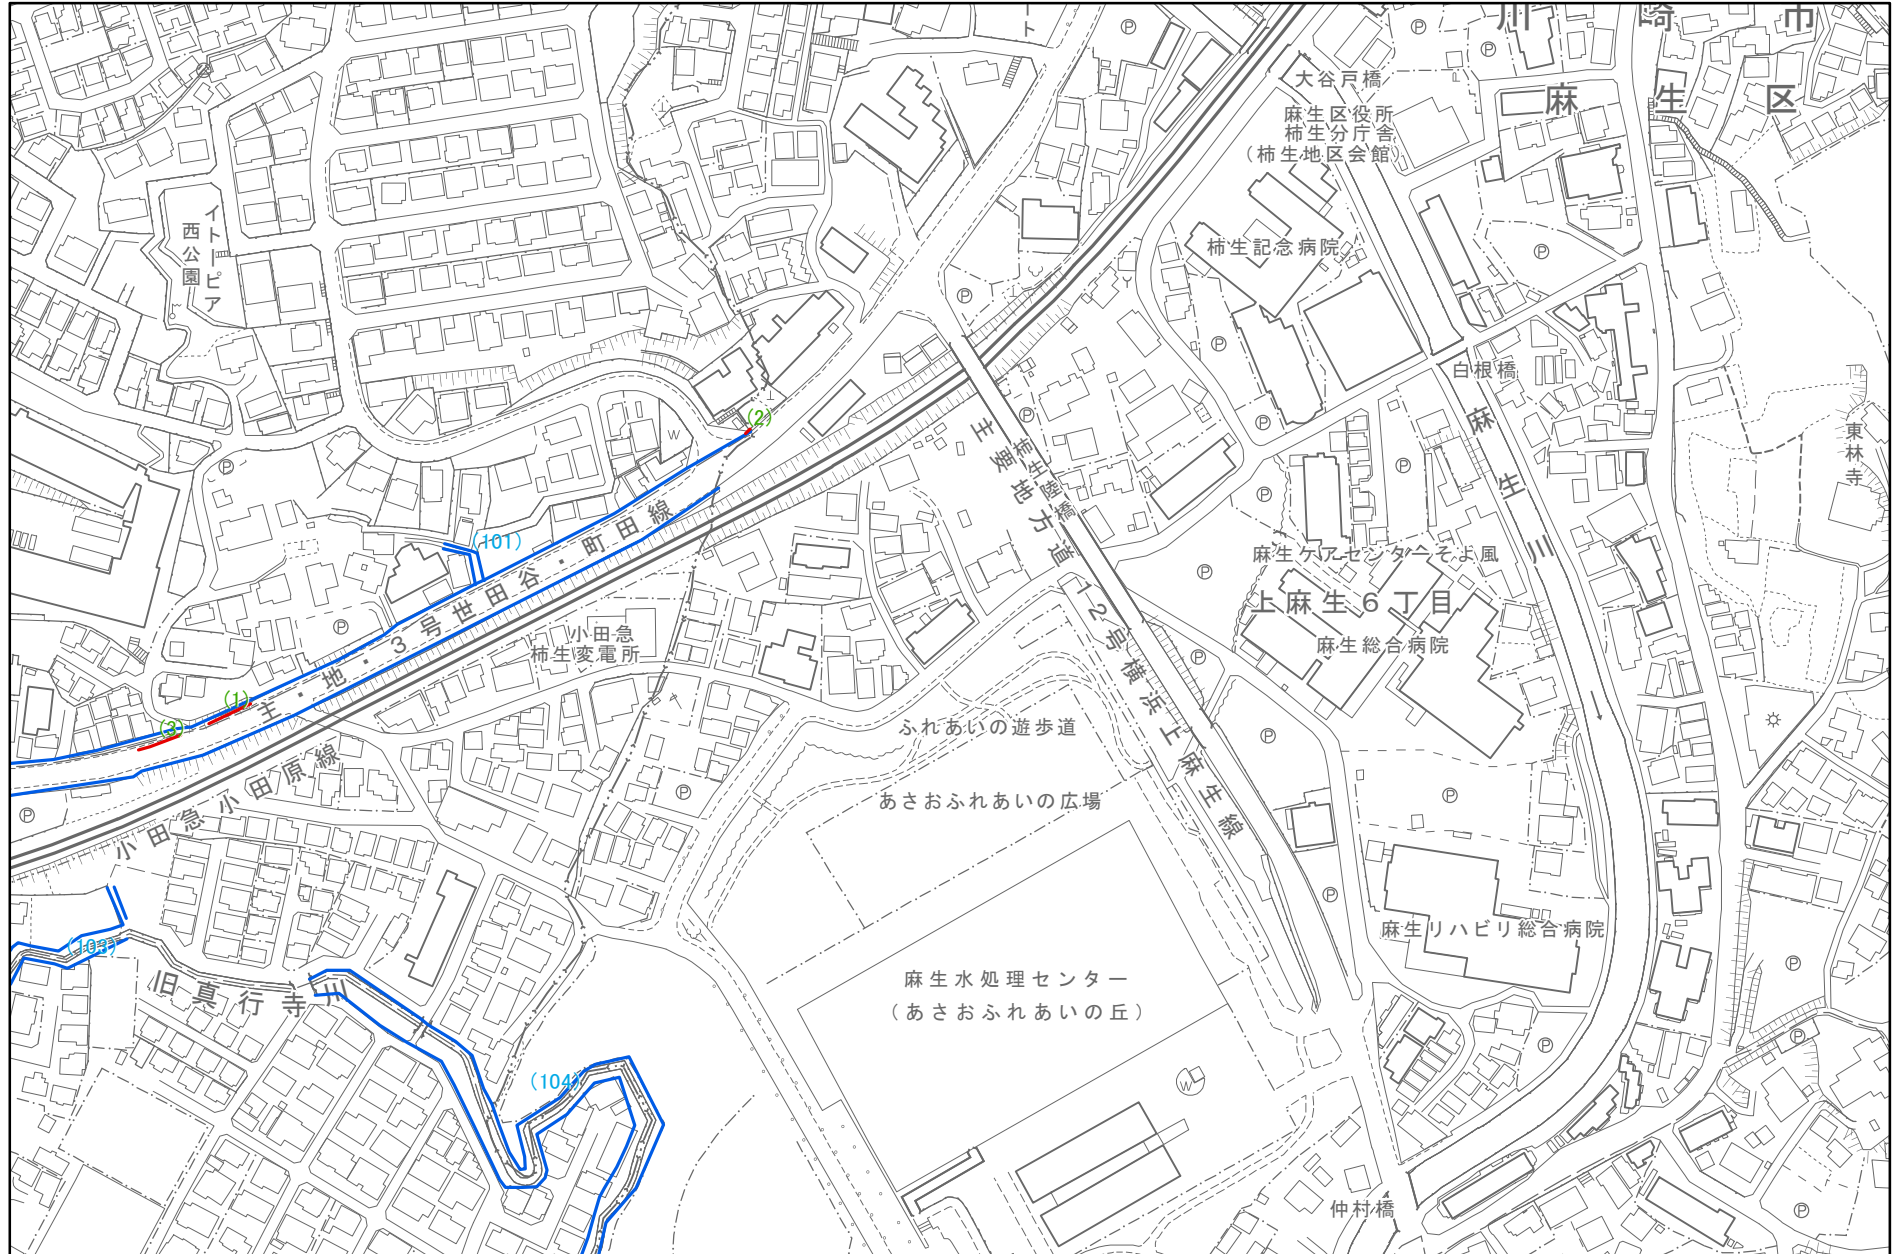 川崎市
麻生区
大谷戸橋
麻生区役所
柿生分庁舎
(柿生地区会館)
イトーピア
西公園
柿生記念病院
白根橋
麻生川
東林寺
(2)
柿生陸橋
主要地方道12号横浜上麻生線
(101)
主・地・3号世田谷・町田線
麻生ケアセンターそよ風
上麻生6丁目
麻生総合病院
小田急
柿生変電所
(1)
(3)
ふれあいの遊歩道
小田急小田原線
あさおふれあいの広場
麻生リハビリ総合病院
(103)
旧真行寺川
麻生水処理センター
(あさおふれあいの丘)
(104)
仲村橋